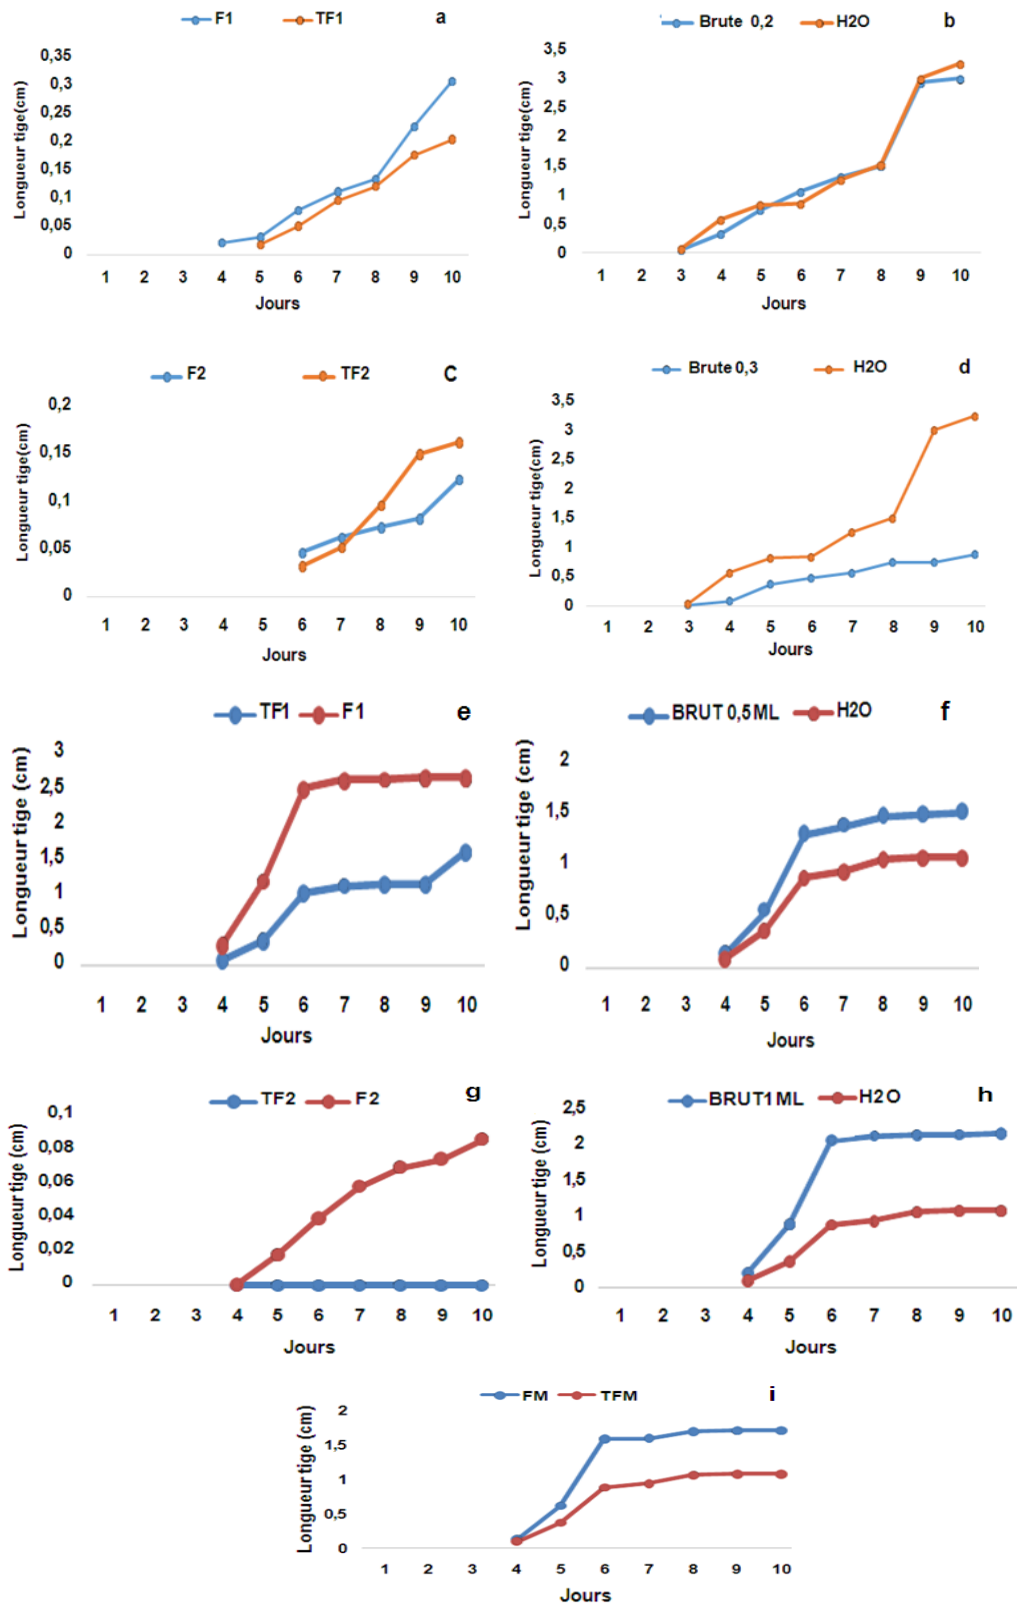 F1 TF1 a
Longueur tige(cm)
0,35
0,3
0,25
0,2
0,15
0,1
0,05
0
1 2 3 4 5 6 7 8 9 10
Jours
Brute 0,2 H2O b
Longueur tige(cm)
3,5
3
2,5
2
1,5
1
0,5
0
1 2 3 4 5 6 7 8 9 10
Jours
F2 TF2 C
Longueur tige(cm)
0,2
0,15
0,1
0,05
0
1 2 3 4 5 6 7 8 9 10
Jours
Brute 0,3 H2O d
Longueur tige(cm)
3,5
3
2,5
2
1,5
1
0,5
0
1 2 3 4 5 6 7 8 9 10
Jours
TF1 F1 e
Longueur tige (cm)
3
2,5
2
1,5
1
0,5
0
1 2 3 4 5 6 7 8 9 10
Jours
BRUT 0,5ML H2O f
Longueur tige (cm)
2
1,5
1
0,5
0
1 2 3 4 5 6 7 8 9 10
Jours
TF2 F2 g
Longueur tige (cm)
0,1
0,08
0,06
0,04
0,02
0
1 2 3 4 5 6 7 8 9 10
Jours
BRUT1ML H2O h
Longueur tige (cm)
2,5
2
1,5
1
0,5
0
1 2 3 4 5 6 7 8 9 10
Jours
FM TFM i
Longueur tige (cm)
2
1,5
1
0,5
0
1 2 3 4 5 6 7 8 9 10
Jours